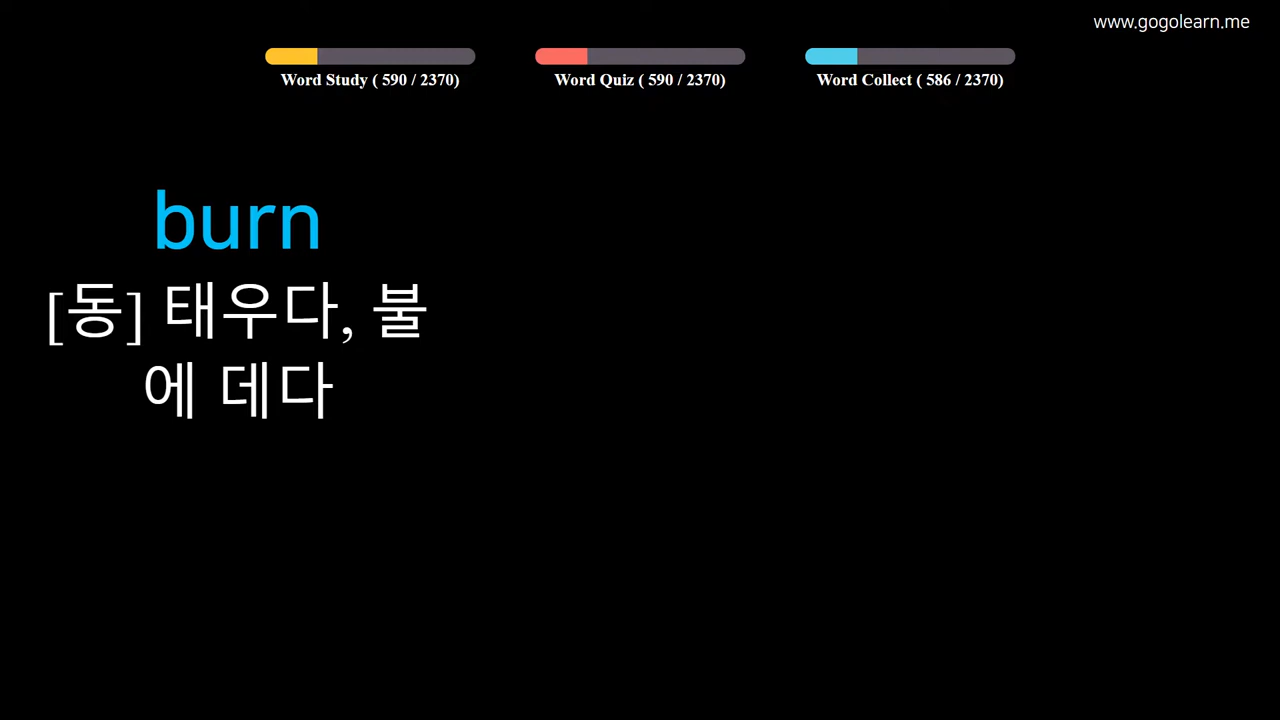 www.gogolearn.me
Word Study ( 590 / 2370)
Word Quiz ( 590 / 2370)
Word Collect ( 586 / 2370)
burn
[동] 태우다, 불
에 데다